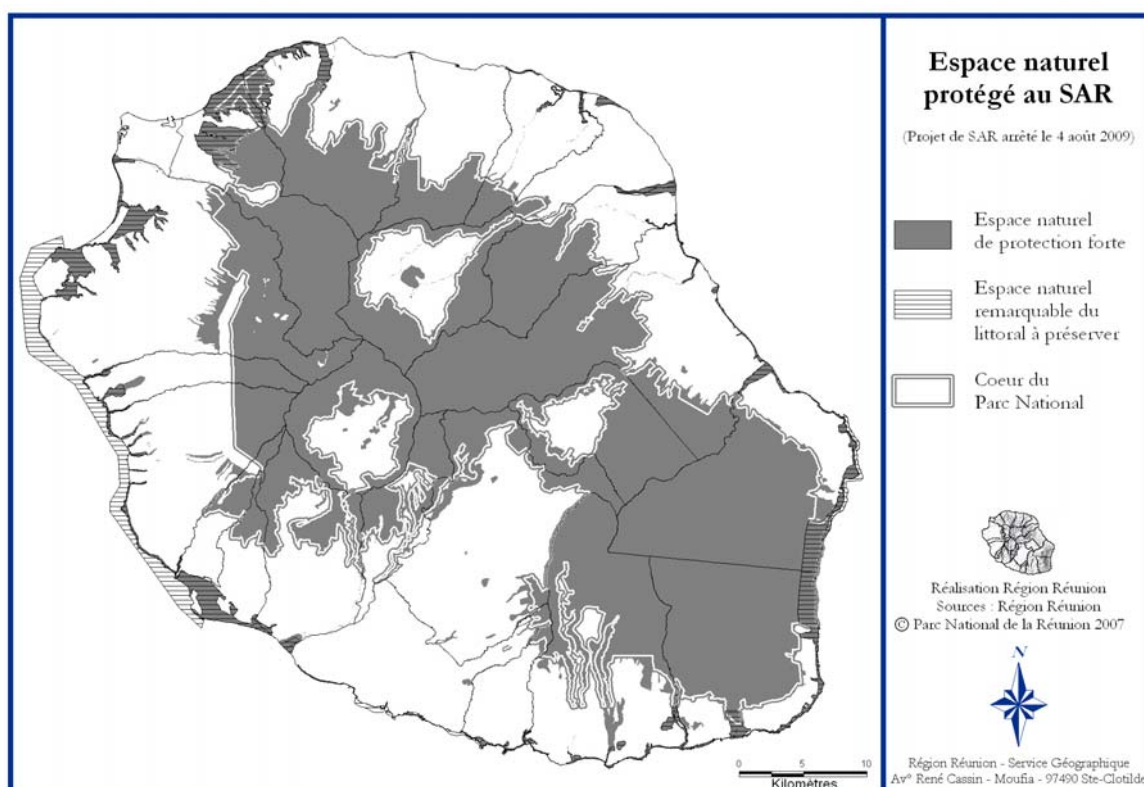 Espace naturel
protégé au SAR
(Projet de SAR arrêté le 4 août 2009)
Espace naturel
de protection forte
Espace naturel
remarquable du
littoral à préserver
Coeur du
Parc National
Réalisation Région Réunion
Sources : Région Réunion
© Parc National de la Réunion 2007
N
Région Réunion - Service Géographique
Av° René Cassin - Moufia - 97490 Ste-Clotilde
0 5 10
Kilomètres